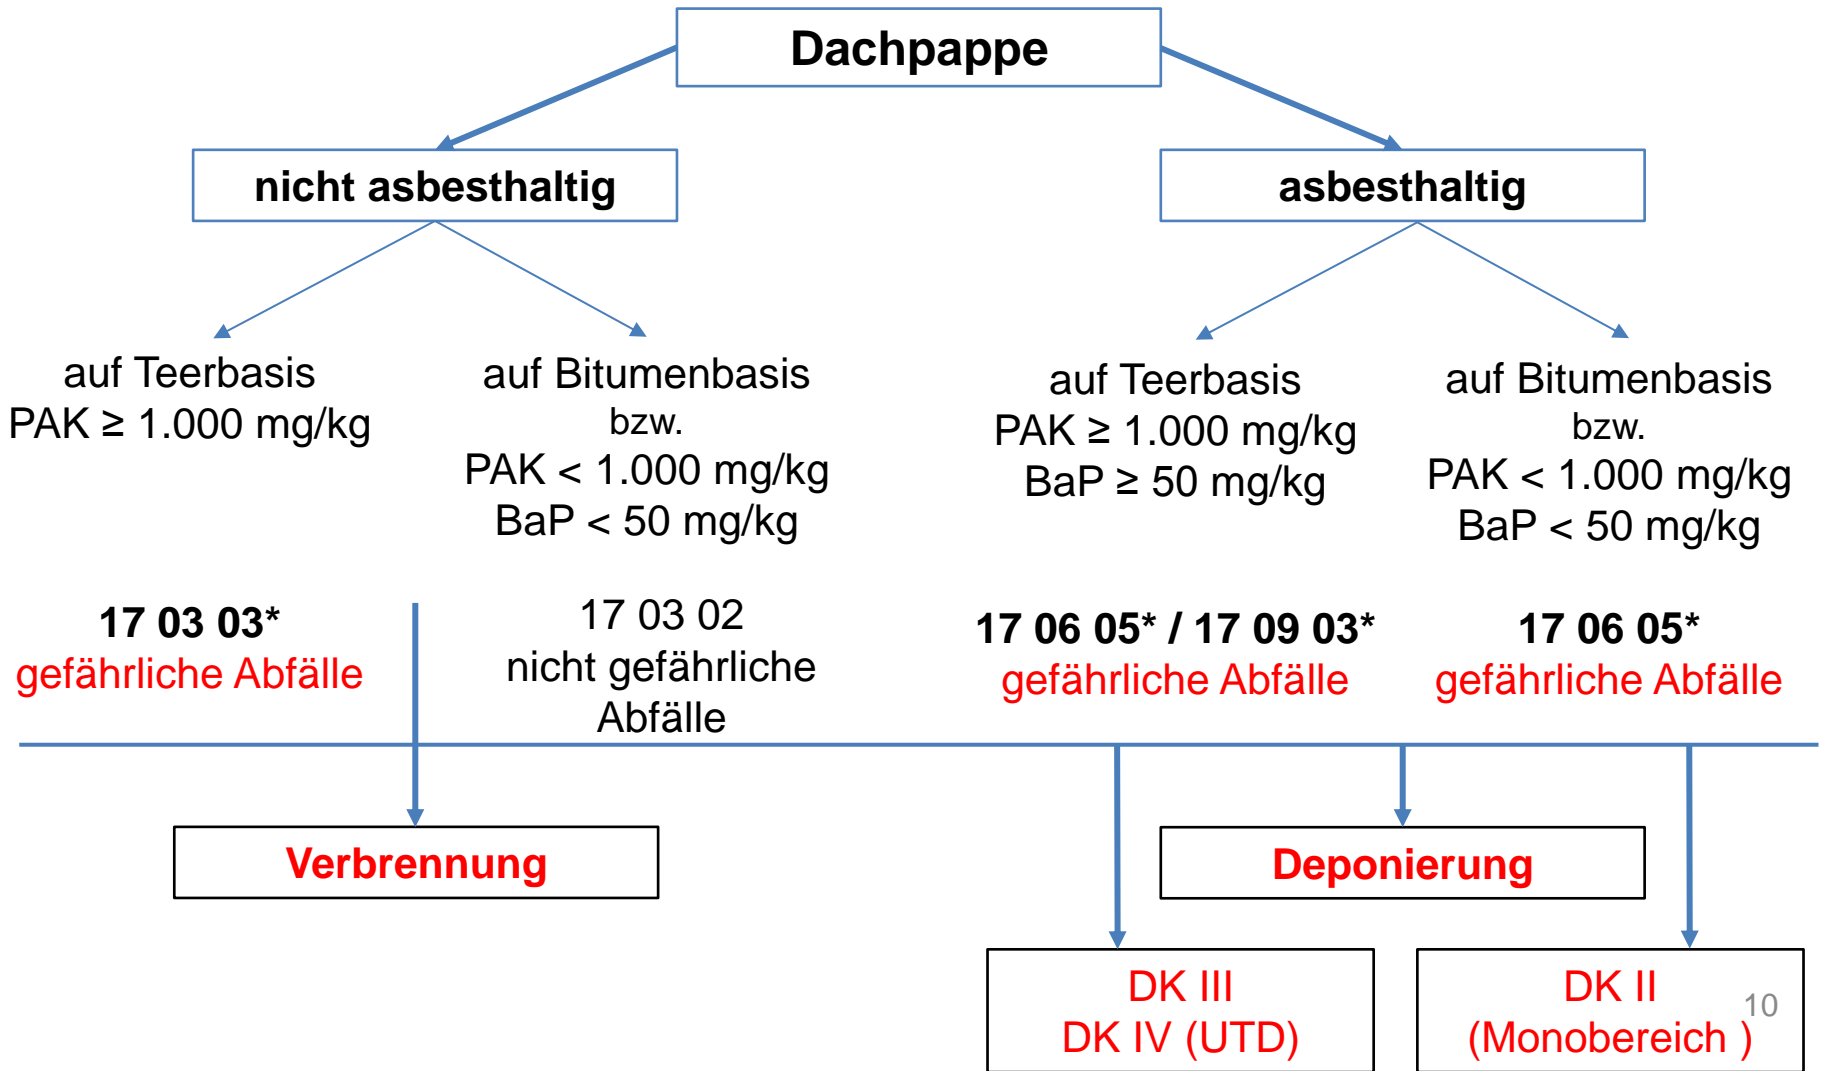 Dachpappe
nicht asbesthaltig
asbesthaltig
auf Teerbasis
PAK ≥ 1.000 mg/kg
auf Bitumenbasis
bzw.
PAK < 1.000 mg/kg
BaP < 50 mg/kg
auf Teerbasis
PAK ≥ 1.000 mg/kg
BaP ≥ 50 mg/kg
auf Bitumenbasis
bzw.
PAK < 1.000 mg/kg
BaP < 50 mg/kg
17 03 03*
gefährliche Abfälle
17 03 02
nicht gefährliche
Abfälle
17 06 05* / 17 09 03*
gefährliche Abfälle
17 06 05*
gefährliche Abfälle
Verbrennung
Deponierung
DK III
DK IV (UTD)
DK II
(Monobereich )
10